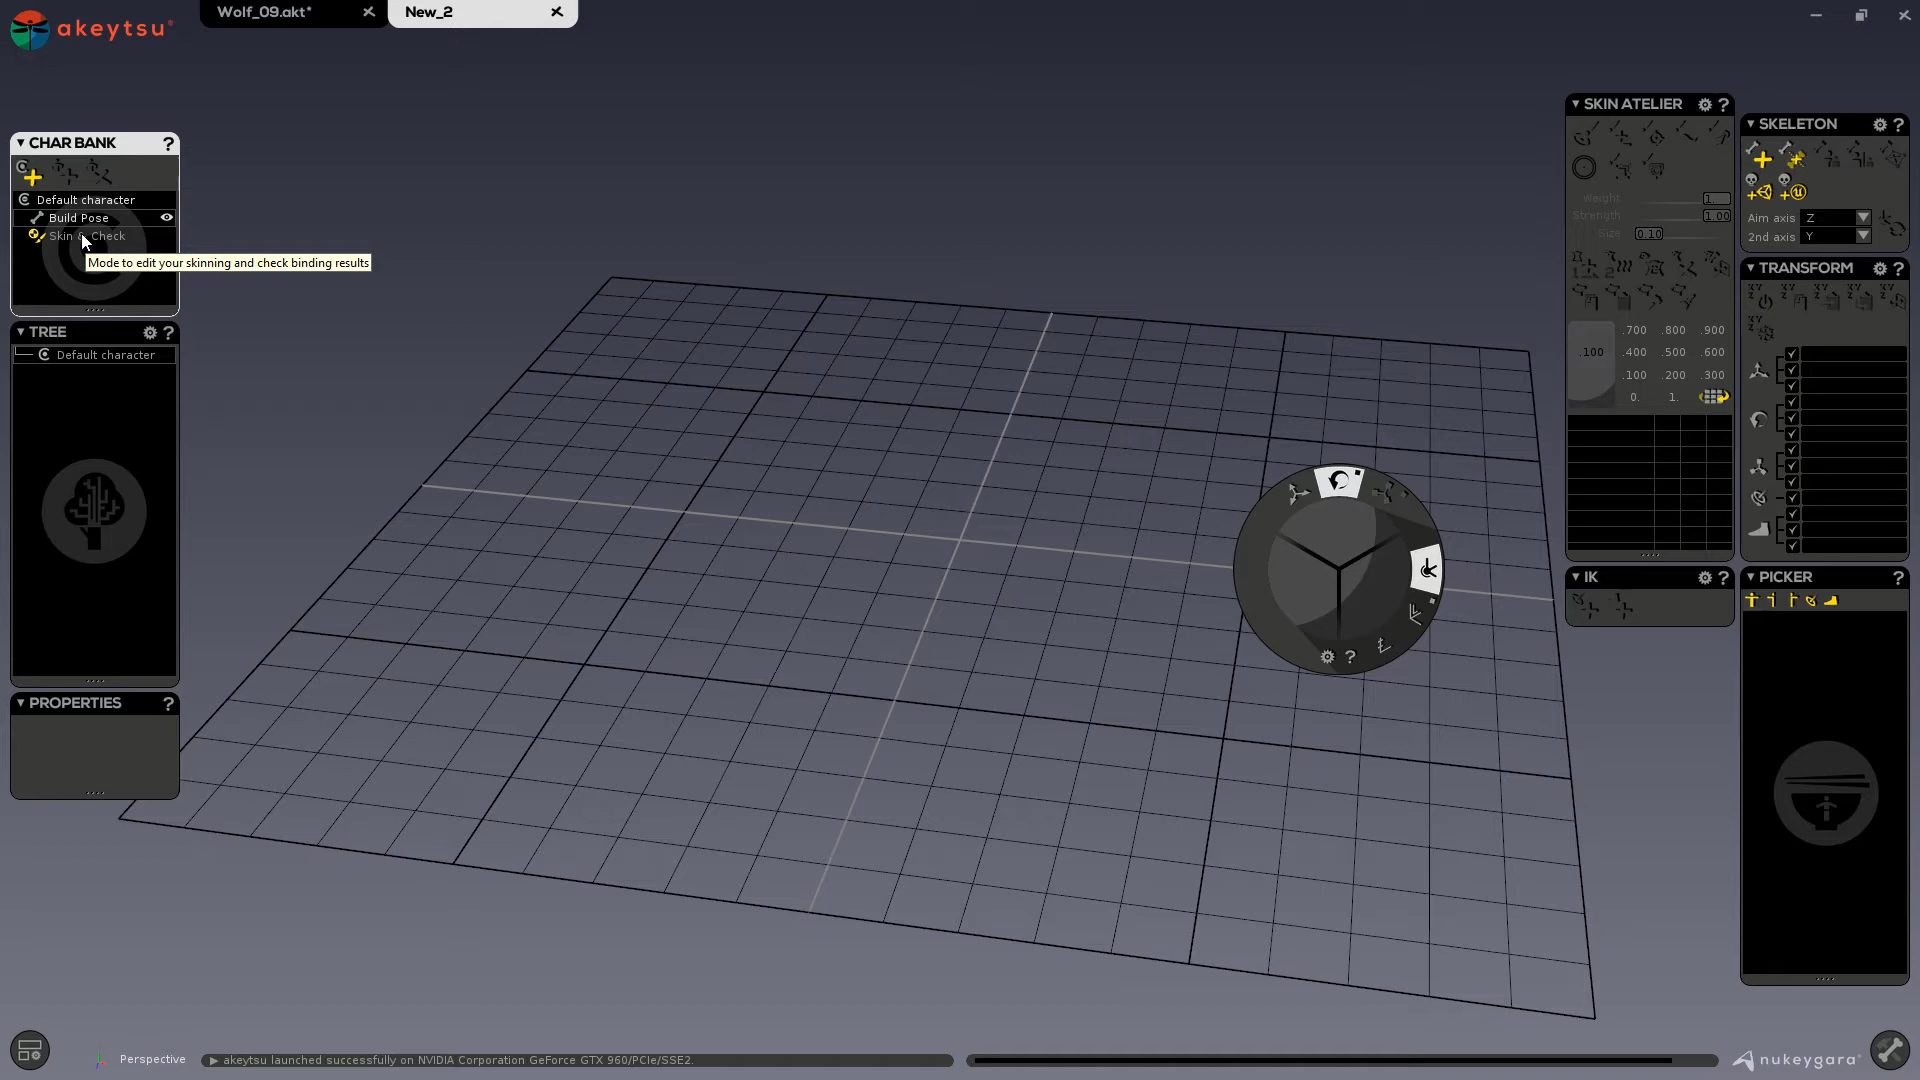 akeytsu
Wolf_09.akt*
New_2
CHAR BANK ?
Default character
Build Pose
Skin & Check
Mode to edit your skinning and check binding results
TREE ?
Default character
PROPERTIES ?
SKIN ATELIER ?
Weight 1.
Strength 1.00
Size 0.10
.700 .800 .900
.100 .400 .500 .600
.100 .200 .300
0. 1.
IK ?
SKELETON ?
Aim axis Z
2nd axis Y
TRANSFORM ?
PICKER ?
?
Perspective
akeytsu launched successfully on NVIDIA Corporation GeForce GTX 960/PCIe/SSE2.
nukeygara